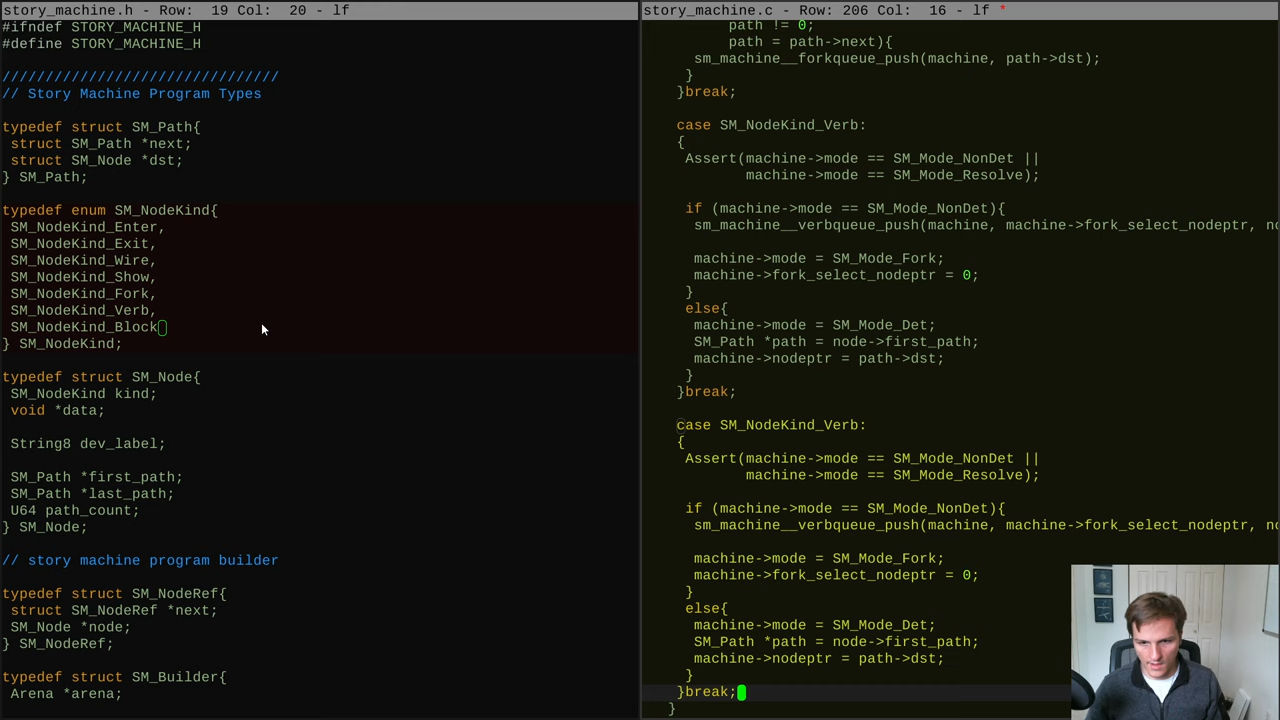 story_machine.h - Row:  19 Col:  20 - lf
#ifndef STORY_MACHINE_H
#define STORY_MACHINE_H
////////////////////////////////
// Story Machine Program Types
typedef struct SM_Path{
 struct SM_Path *next;
 struct SM_Node *dst;
} SM_Path;
typedef enum SM_NodeKind{
 SM_NodeKind_Enter,
 SM_NodeKind_Exit,
 SM_NodeKind_Wire,
 SM_NodeKind_Show,
 SM_NodeKind_Fork,
 SM_NodeKind_Verb,
 SM_NodeKind_Block
} SM_NodeKind;
typedef struct SM_Node{
 SM_NodeKind kind;
 void *data;
 String8 dev_label;
 SM_Path *first_path;
 SM_Path *last_path;
 U64 path_count;
} SM_Node;
// story machine program builder
typedef struct SM_NodeRef{
 struct SM_NodeRef *next;
 SM_Node *node;
} SM_NodeRef;
typedef struct SM_Builder{
 Arena *arena;
story_machine.c - Row: 206 Col:  16 - lf *
path != 0;
path = path->next){
sm_machine__forkqueue_push(machine, path->dst);
}
}break;
case SM_NodeKind_Verb:
{
Assert(machine->mode == SM_Mode_NonDet ||
machine->mode == SM_Mode_Resolve);
if (machine->mode == SM_Mode_NonDet){
sm_machine__verbqueue_push(machine, machine->fork_select_nodeptr, no
machine->mode = SM_Mode_Fork;
machine->fork_select_nodeptr = 0;
}
else{
machine->mode = SM_Mode_Det;
SM_Path *path = node->first_path;
machine->nodeptr = path->dst;
}
}break;
case SM_NodeKind_Verb:
{
Assert(machine->mode == SM_Mode_NonDet ||
machine->mode == SM_Mode_Resolve);
if (machine->mode == SM_Mode_NonDet){
sm_machine__verbqueue_push(machine, machine->fork_select_nodeptr, no
machine->mode = SM_Mode_Fork;
machine->fork_select_nodeptr = 0;
}
else{
machine->mode = SM_Mode_Det;
SM_Path *path = node->first_path;
machine->nodeptr = path->dst;
}
}break;
}